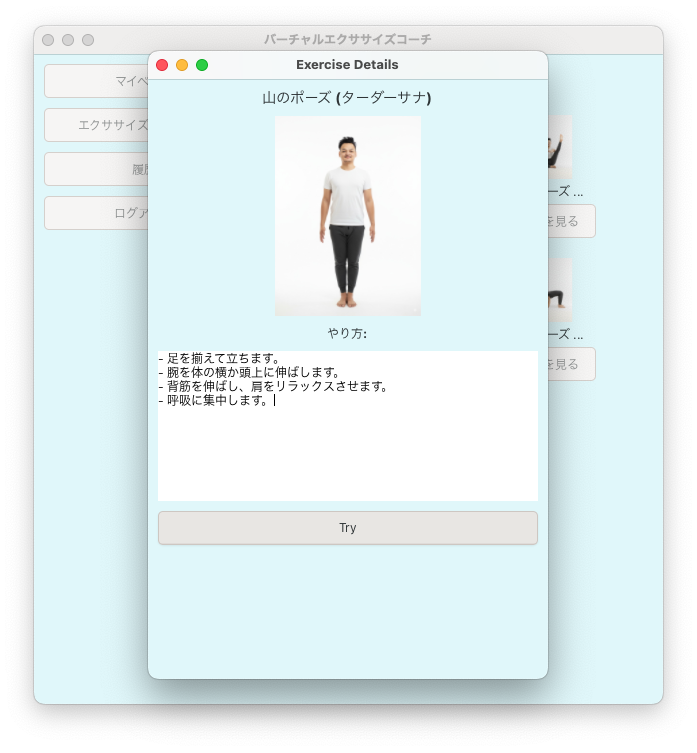 バーチャルエクササイズコーチ
Exercise Details
マイペ
エクササイズ
履歴
ログア
山のポーズ (ターダーサナ)
やり方:
- 足を揃えて立ちます。
- 腕を体の横か頭上に伸ばします。
- 背筋を伸ばし、肩をリラックスさせます。
- 呼吸に集中します。
Try
ーズ ...
を見る
ーズ ...
を見る